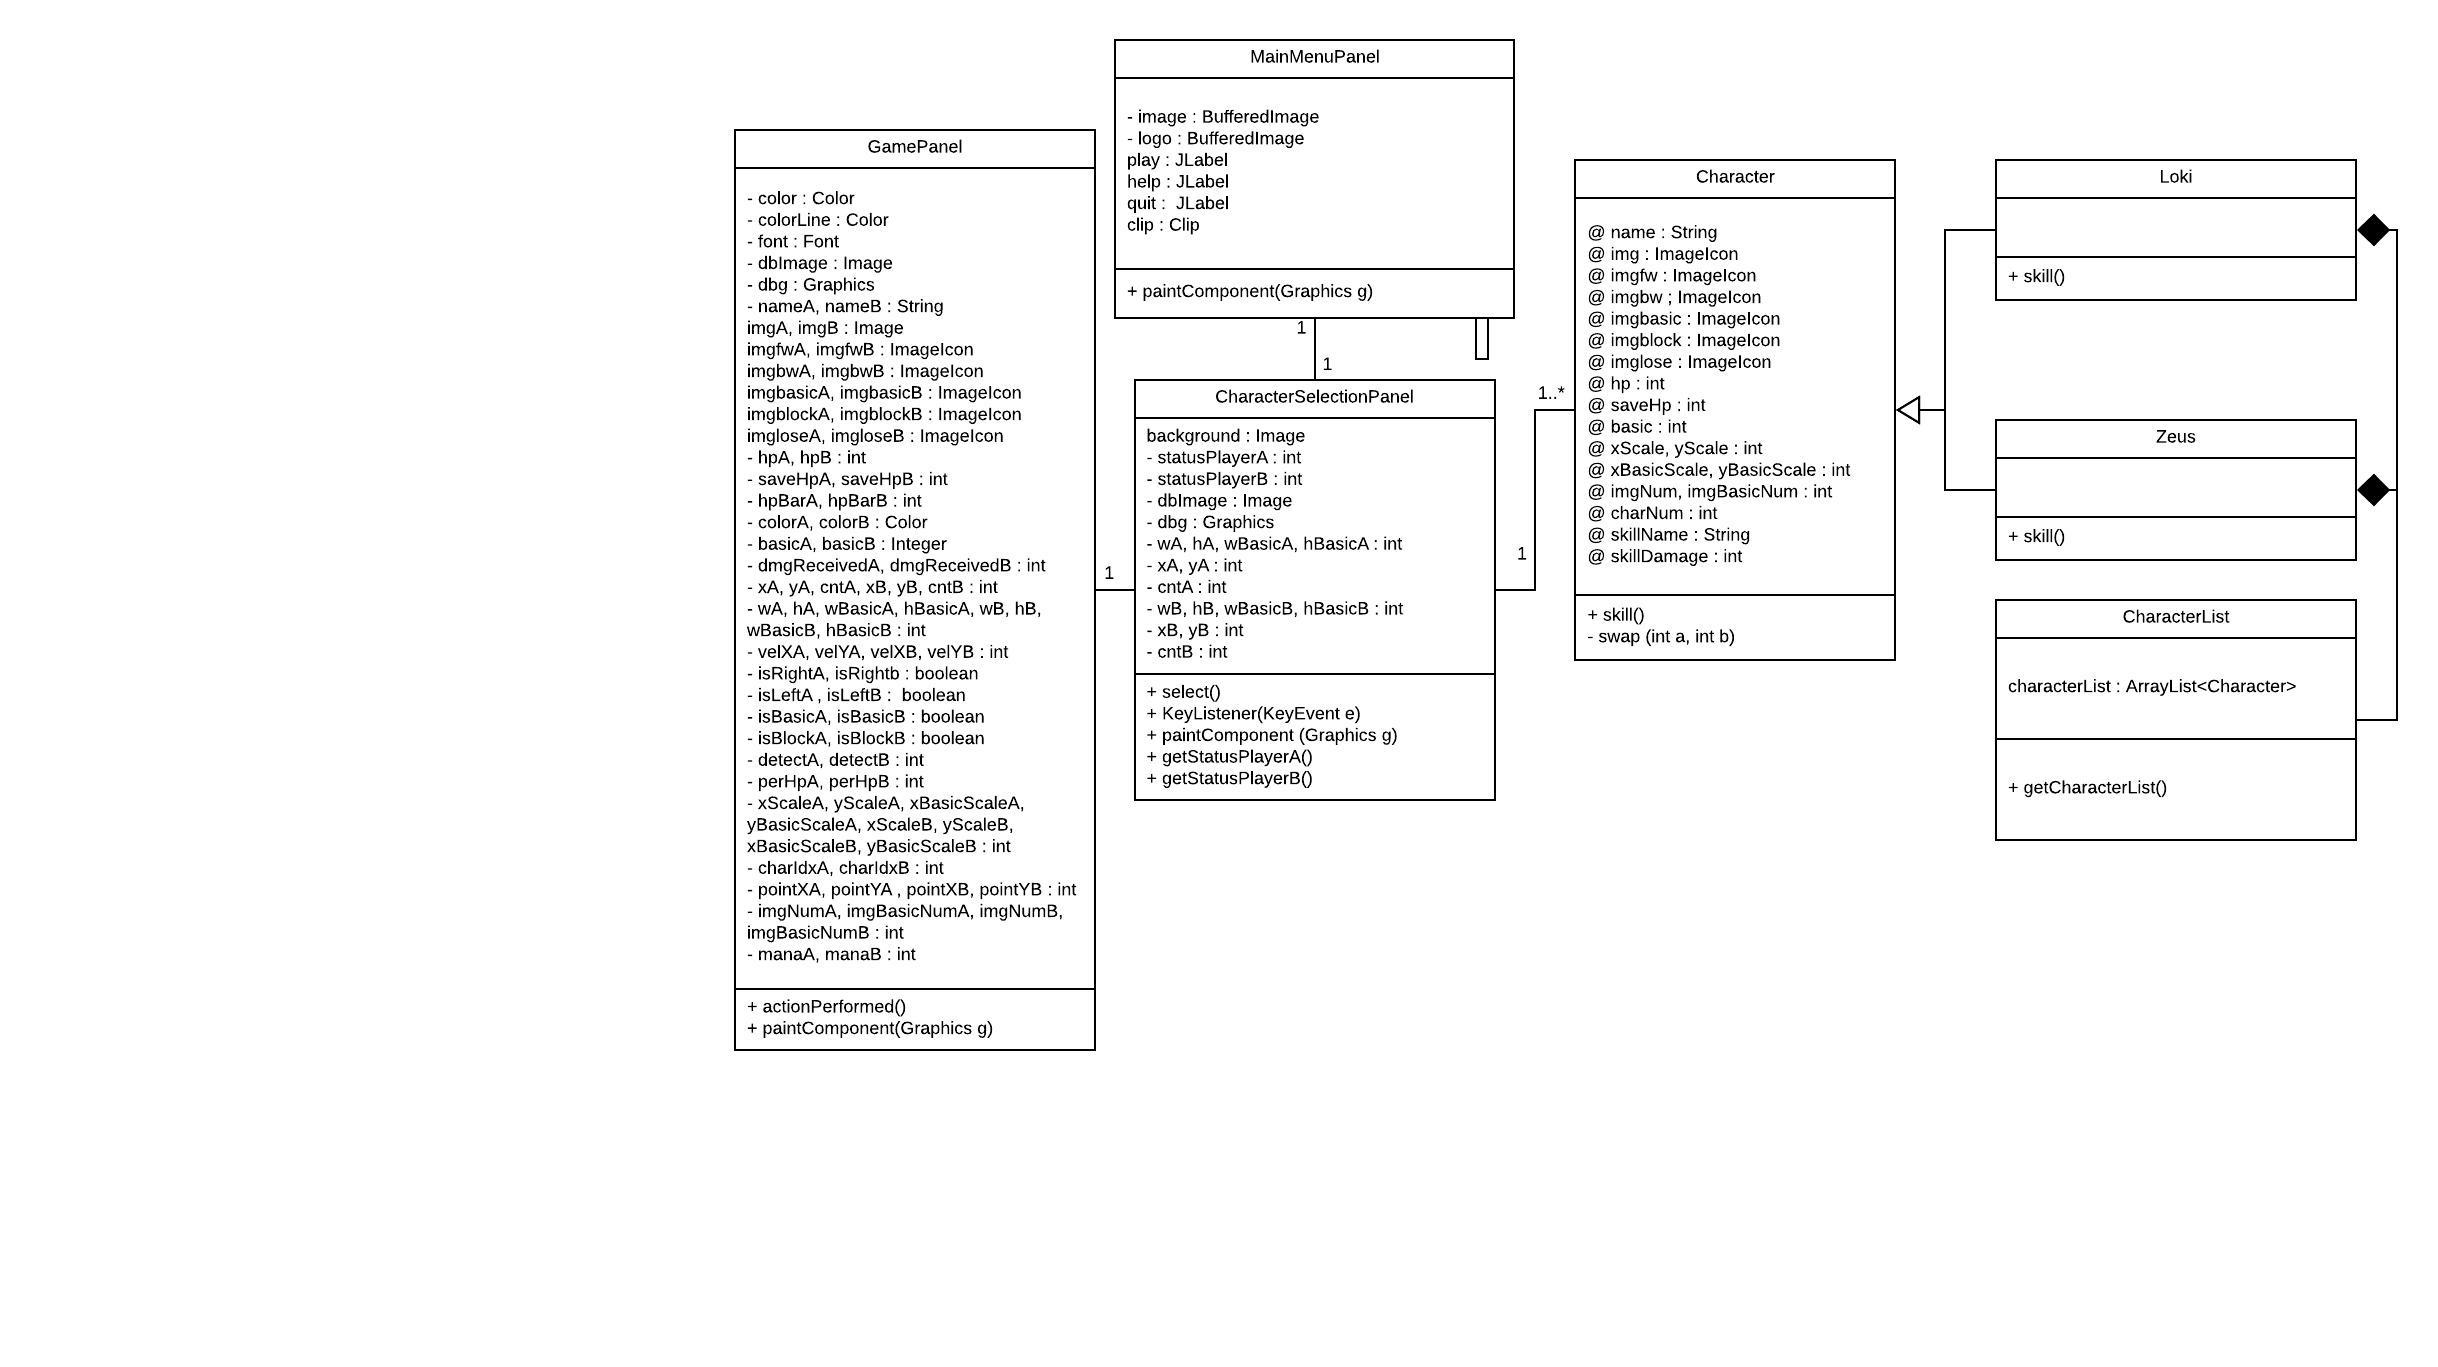 MainMenuPanel
- image : BufferedImage
- logo : BufferedImage
play : JLabel
help : JLabel
quit :  JLabel
clip : Clip
+ paintComponent(Graphics g)
1
1
GamePanel
- color : Color
- colorLine : Color
- font : Font
- dbImage : Image
- dbg : Graphics
- nameA, nameB : String
imgA, imgB : Image
imgfwA, imgfwB : ImageIcon
imgbwA, imgbwB : ImageIcon
imgbasicA, imgbasicB : ImageIcon
imgblockA, imgblockB : ImageIcon
imgloseA, imgloseB : ImageIcon
- hpA, hpB : int
- saveHpA, saveHpB : int
- hpBarA, hpBarB : int
- colorA, colorB : Color
- basicA, basicB : Integer
- dmgReceivedA, dmgReceivedB : int
- xA, yA, cntA, xB, yB, cntB : int
- wA, hA, wBasicA, hBasicA, wB, hB,
wBasicB, hBasicB : int
- velXA, velYA, velXB, velYB : int
- isRightA, isRightb : boolean
- isLeftA , isLeftB :  boolean
- isBasicA, isBasicB : boolean
- isBlockA, isBlockB : boolean
- detectA, detectB : int
- perHpA, perHpB : int
- xScaleA, yScaleA, xBasicScaleA,
yBasicScaleA, xScaleB, yScaleB,
xBasicScaleB, yBasicScaleB : int
- charIdxA, charIdxB : int
- pointXA, pointYA , pointXB, pointYB : int
- imgNumA, imgBasicNumA, imgNumB,
imgBasicNumB : int
- manaA, manaB : int
+ actionPerformed()
+ paintComponent(Graphics g)
1
CharacterSelectionPanel
background : Image
- statusPlayerA : int
- statusPlayerB : int
- dbImage : Image
- dbg : Graphics
- wA, hA, wBasicA, hBasicA : int
- xA, yA : int
- cntA : int
- wB, hB, wBasicB, hBasicB : int
- xB, yB : int
- cntB : int
+ select()
+ KeyListener(KeyEvent e)
+ paintComponent (Graphics g)
+ getStatusPlayerA()
+ getStatusPlayerB()
1
1..*
Character
@ name : String
@ img : ImageIcon
@ imgfw : ImageIcon
@ imgbw ; ImageIcon
@ imgbasic : ImageIcon
@ imgblock : ImageIcon
@ imglose : ImageIcon
@ hp : int
@ saveHp : int
@ basic : int
@ xScale, yScale : int
@ xBasicScale, yBasicScale : int
@ imgNum, imgBasicNum : int
@ charNum : int
@ skillName : String
@ skillDamage : int
+ skill()
- swap (int a, int b)
Loki
+ skill()
Zeus
+ skill()
CharacterList
characterList : ArrayList<Character>
+ getCharacterList()